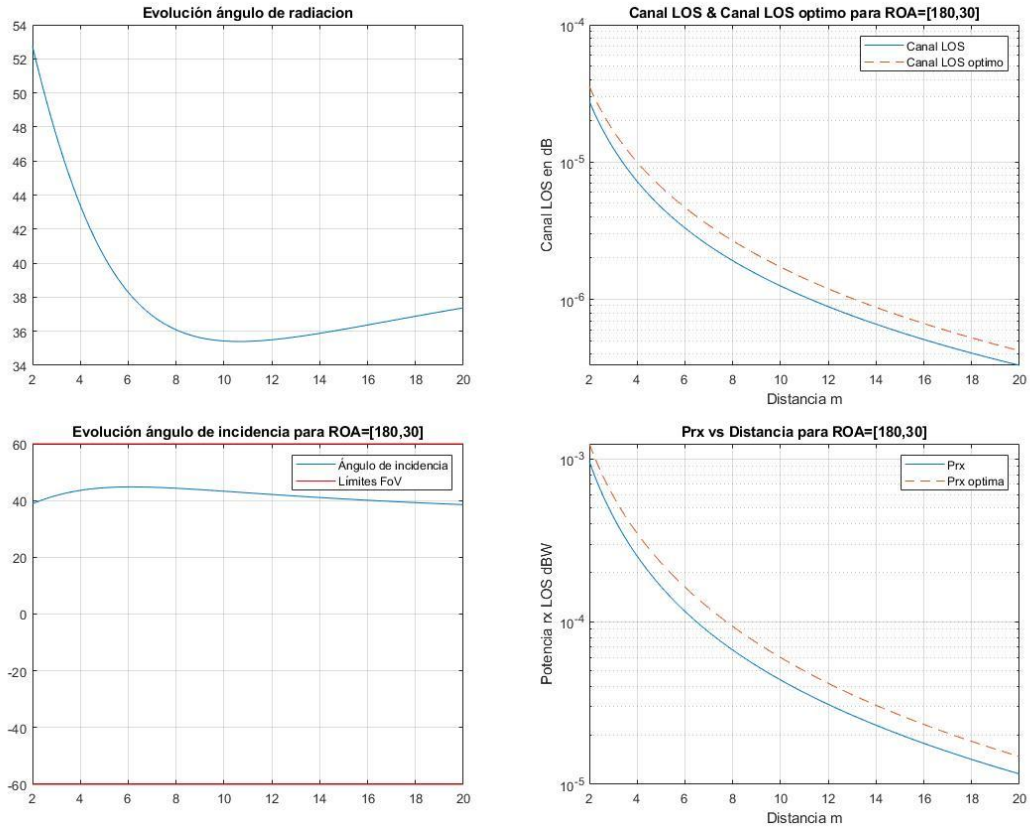 Evolución ángulo de radiacion
54
52
50
48
46
44
42
40
38
36
34
2 4 6 8 10 12 14 16 18 20
Canal LOS & Canal LOS optimo para ROA=[180,30]
Canal LOS
Canal LOS optimo
Canal LOS en dB
10-4
10-5
10-6
2 4 6 8 10 12 14 16 18 20
Distancia m
Evolución ángulo de incidencia para ROA=[180,30]
Ángulo de incidencia
Límites FoV
60
40
20
0
-20
-40
-60
2 4 6 8 10 12 14 16 18 20
Prx vs Distancia para ROA=[180,30]
Prx
Prx optima
Potencia rx LOS dBW
10-3
10-4
10-5
2 4 6 8 10 12 14 16 18 20
Distancia m